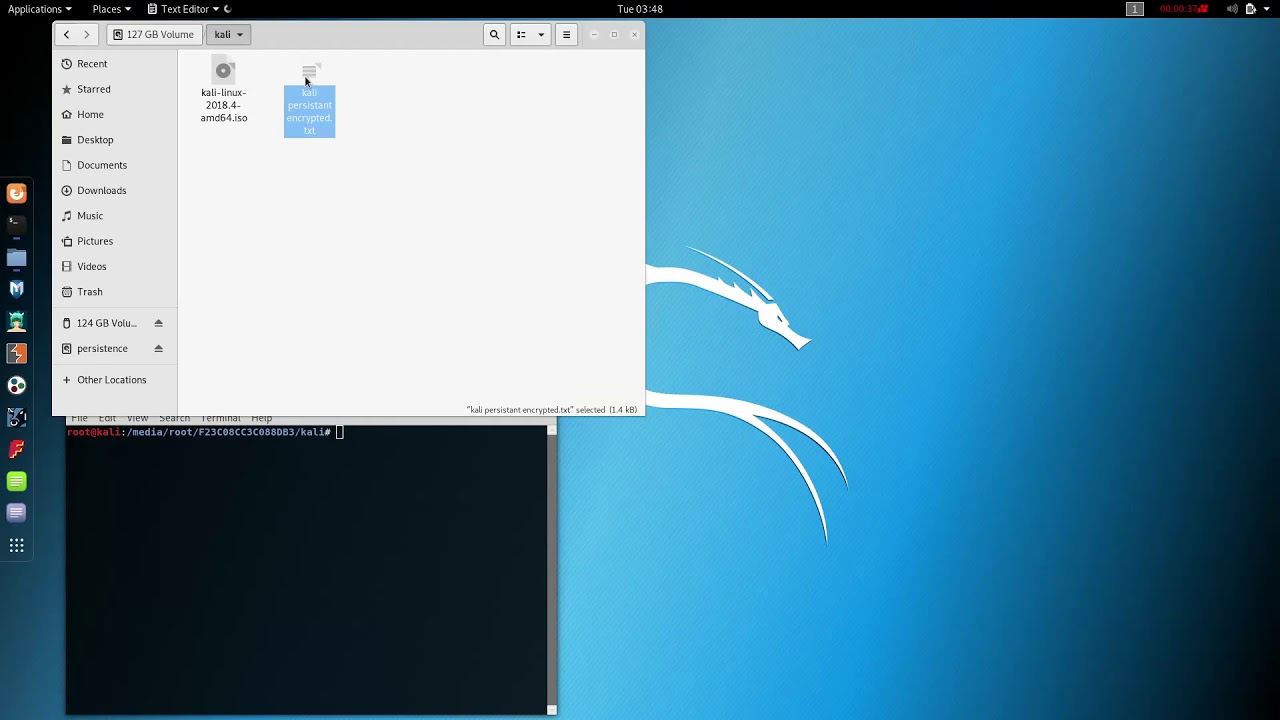 Applications Places Text Editor Tue 03:48 1 00:00:37
127 GB Volume kali
Recent
Starred
Home
Desktop
Documents
Downloads
Music
Pictures
Videos
Trash
124 GB Volu...
persistence
Other Locations
kali-linux-
2018.4-
amd64.iso
kali
persistant
encrypted.
txt
"kali persistant encrypted.txt" selected (1.4 kB)
File Edit View Search Terminal Help
root@kali:/media/root/F23C08CC3C088DB3/kali#